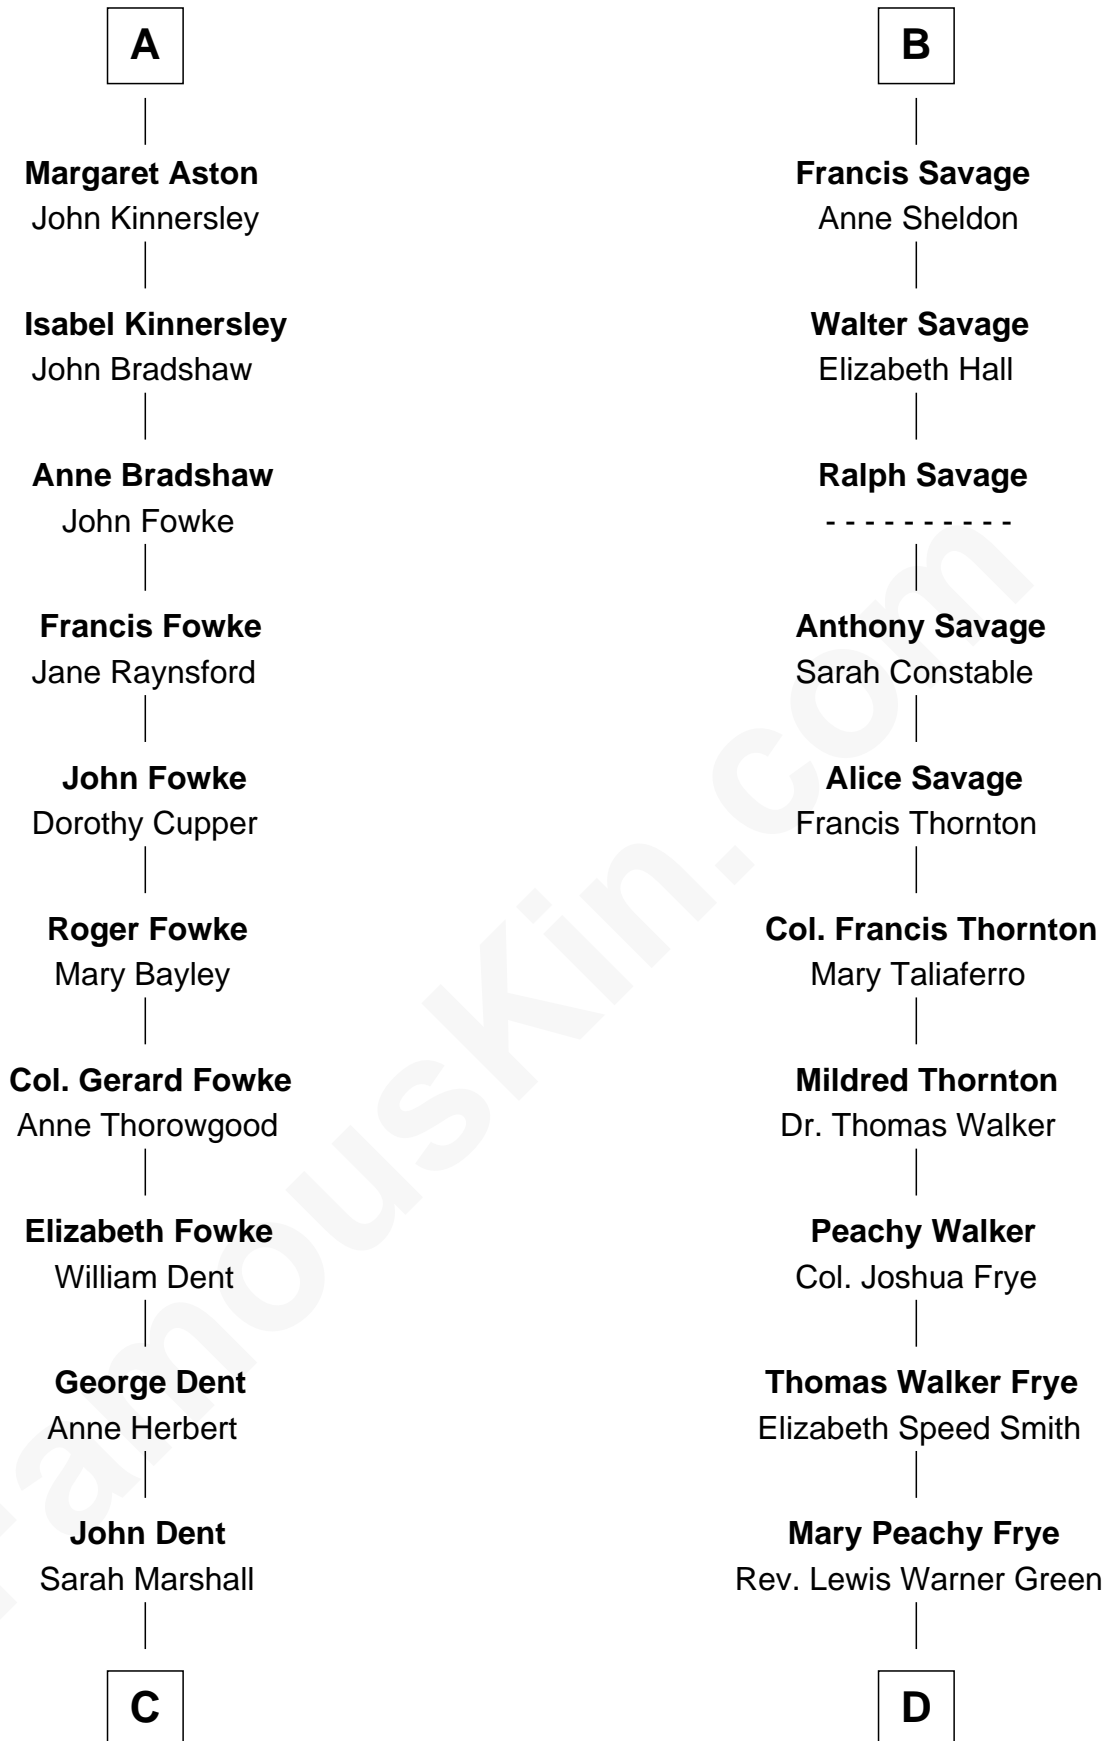 A
Margaret Aston
John Kinnersley
Isabel Kinnersley
John Bradshaw
Anne Bradshaw
John Fowke
Francis Fowke
Jane Raynsford
John Fowke
Dorothy Cupper
Roger Fowke
Mary Bayley
Col. Gerard Fowke
Anne Thorowgood
Elizabeth Fowke
William Dent
George Dent
Anne Herbert
John Dent
Sarah Marshall
C
B
Francis Savage
Anne Sheldon
Walter Savage
Elizabeth Hall
Ralph Savage
- - - - - - - - - -
Anthony Savage
Sarah Constable
Alice Savage
Francis Thornton
Col. Francis Thornton
Mary Taliaferro
Mildred Thornton
Dr. Thomas Walker
Peachy Walker
Col. Joshua Frye
Thomas Walker Frye
Elizabeth Speed Smith
Mary Peachy Frye
Rev. Lewis Warner Green
D
FamousKin.com